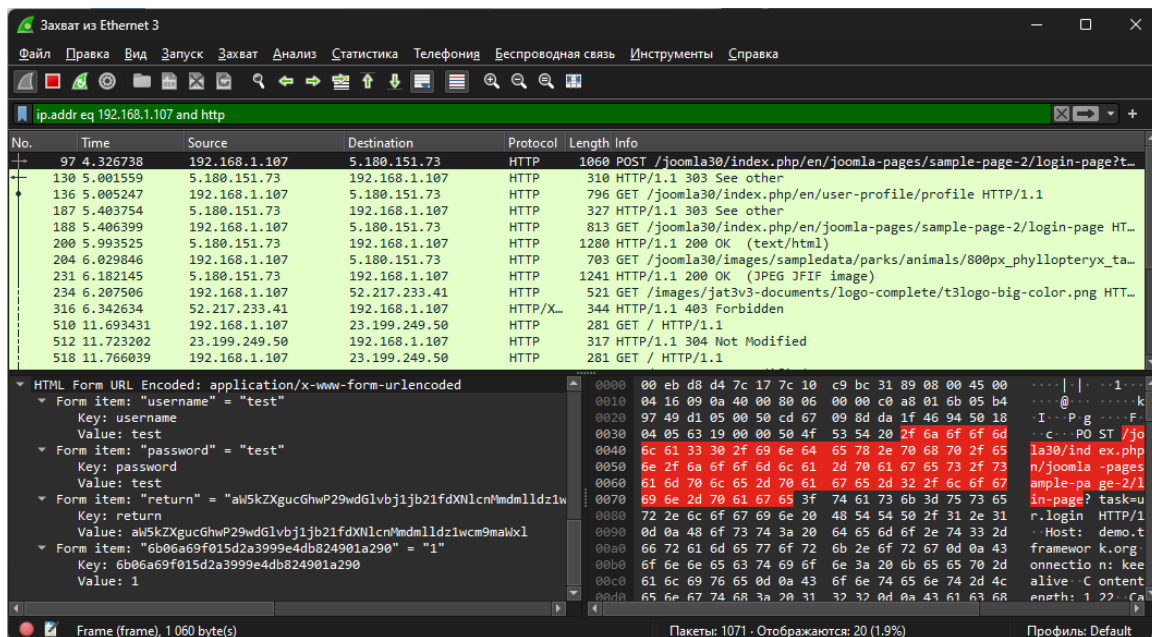 Захват из Ethernet 3
Файл Правка Вид Запуск Захват Анализ Статистика Телефония Беспроводная связь Инструменты Справка
ip.addr eq 192.168.1.107 and http
No. Time Source Destination Protocol Length Info
97 4.326738 192.168.1.107 5.180.151.73 HTTP 1060 POST /joomla30/index.php/en/joomla-pages/sample-page-2/login-page?t…
130 5.001559 5.180.151.73 192.168.1.107 HTTP 310 HTTP/1.1 303 See other
136 5.005247 192.168.1.107 5.180.151.73 HTTP 796 GET /joomla30/index.php/en/user-profile/profile HTTP/1.1
187 5.403754 5.180.151.73 192.168.1.107 HTTP 327 HTTP/1.1 303 See other
188 5.406399 192.168.1.107 5.180.151.73 HTTP 813 GET /joomla30/index.php/en/joomla-pages/sample-page-2/login-page HT…
200 5.993525 5.180.151.73 192.168.1.107 HTTP 1280 HTTP/1.1 200 OK (text/html)
204 6.029846 192.168.1.107 5.180.151.73 HTTP 703 GET /joomla30/images/sampledata/parks/animals/800px_phyllopteryx_ta…
231 6.182145 5.180.151.73 192.168.1.107 HTTP 1241 HTTP/1.1 200 OK (JPEG JFIF image)
234 6.207506 192.168.1.107 52.217.233.41 HTTP 521 GET /images/jat3v3-documents/logo-complete/t3logo-big-color.png HTT…
316 6.342634 52.217.233.41 192.168.1.107 HTTP/X… 344 HTTP/1.1 403 Forbidden
510 11.693431 192.168.1.107 23.199.249.50 HTTP 281 GET / HTTP/1.1
512 11.723202 23.199.249.50 192.168.1.107 HTTP 317 HTTP/1.1 304 Not Modified
518 11.766039 192.168.1.107 23.199.249.50 HTTP 281 GET / HTTP/1.1
HTML Form URL Encoded: application/x-www-form-urlencoded
Form item: "username" = "test"
Key: username
Value: test
Form item: "password" = "test"
Key: password
Value: test
Form item: "return" = "aW5kZXgucGhwP29wdGlvbj1jb21fdXNlcnMmdmlldz1w
Key: return
Value: aW5kZXgucGhwP29wdGlvbj1jb21fdXNlcnMmdmlldz1wcm9maWxl
Form item: "6b06a69f015d2a3999e4db824901a290" = "1"
Key: 6b06a69f015d2a3999e4db824901a290
Value: 1
0000 00 eb d8 d4 7c 17 7c 10 c9 bc 31 89 08 00 45 00 ····|·|· ··1···E·
0010 04 16 09 0a 40 00 80 06 00 00 c0 a8 01 6b 05 b4 ····@··· ·····k··
0020 97 49 d1 05 00 50 cd 67 09 8d da 1f 46 94 50 18 ·I···P·g ····F·P·
0030 04 05 63 19 00 00 50 4f 53 54 20 2f 6a 6f 6f 6d ··c···PO ST /jo
0040 6c 61 33 30 2f 69 6e 64 65 78 2e 70 68 70 2f 65 la30/ind ex.php
0050 6e 2f 6a 6f 6f 6d 6c 61 2d 70 61 67 65 73 2f 73 n/joomla -pages
0060 61 6d 70 6c 65 2d 70 61 67 65 2d 32 2f 6c 6f 67 ample-pa ge-2/l
0070 69 6e 2d 70 61 67 65 3f 74 61 73 6b 3d 75 73 65 in-page? task=u
0080 72 2e 6c 6f 67 69 6e 20 48 54 54 50 2f 31 2e 31 r.login HTTP/1
0090 0d 0a 48 6f 73 74 3a 20 64 65 6d 6f 2e 74 33 2d ··Host: demo.t
00a0 66 72 61 6d 65 77 6f 72 6b 2e 6f 72 67 0d 0a 43 framewor k.org·
00b0 6f 6e 6e 65 63 74 69 6f 6e 3a 20 6b 65 65 70 2d onnectio n: kee
00c0 61 6c 69 76 65 0d 0a 43 6f 6e 74 65 6e 74 2d 4c alive··C ontent
00d0 65 6e 67 74 68 3a 20 31 32 32 0d 0a 43 61 63 68 ength: 1 22··Ca
Frame (frame), 1 060 byte(s) Пакеты: 1071 · Отображаются: 20 (1.9%) Профиль: Default